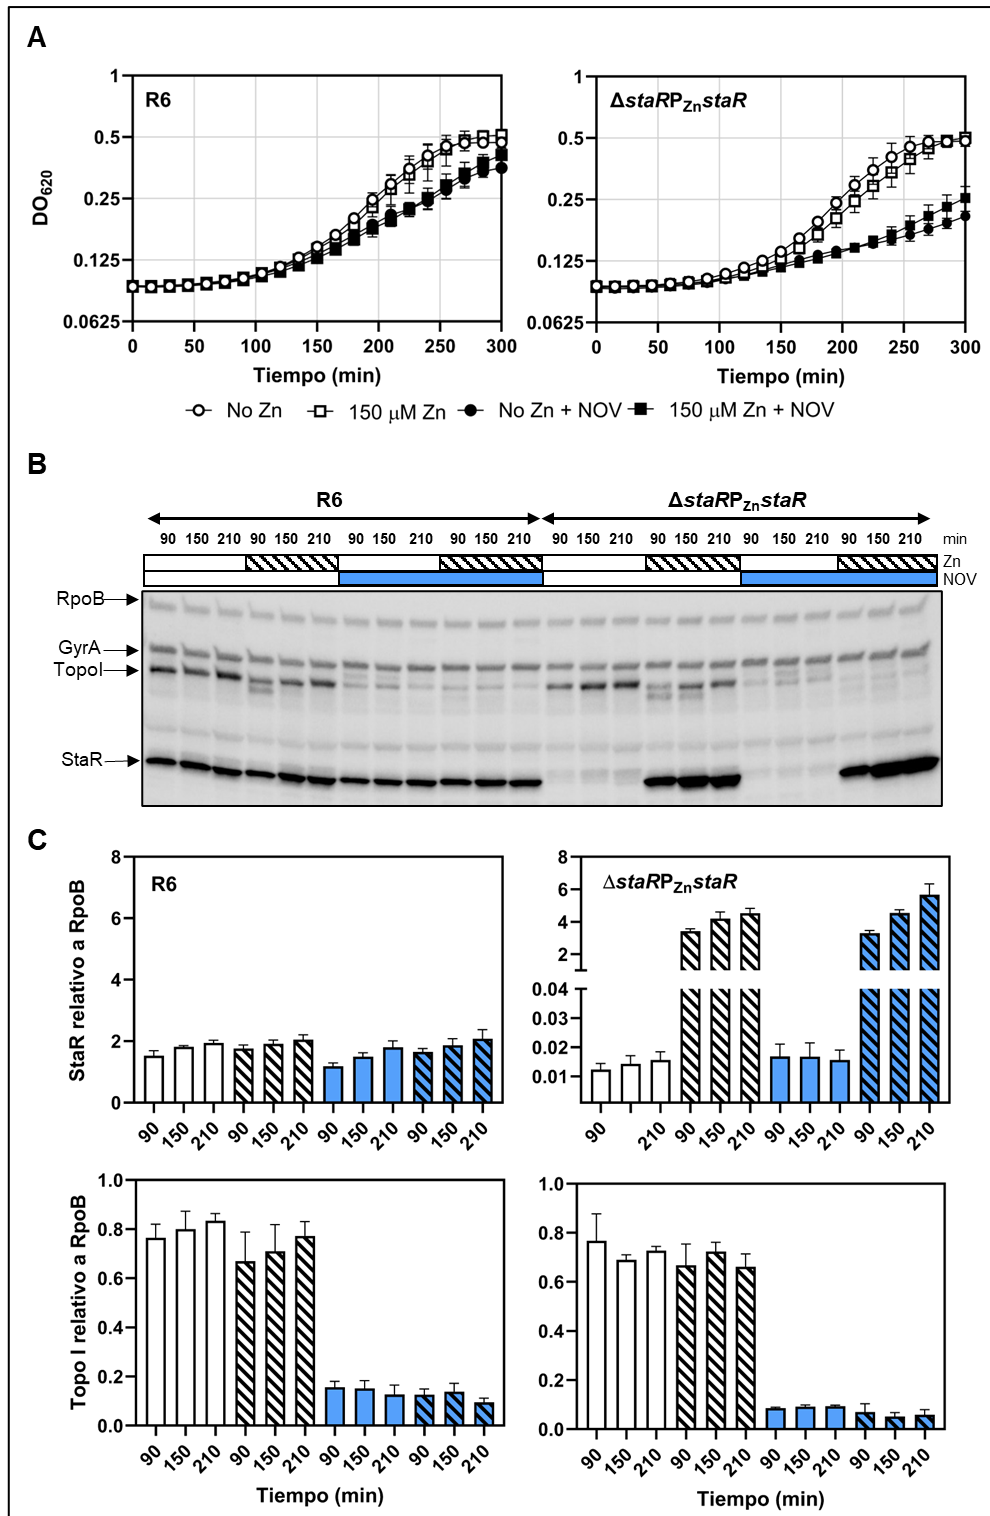 A
R6
ΔstaRP_Zn staR
1
0.5
0.25
0.125
0.0625
DO620
0 50 100 150 200 250 300
Tiempo (min)
1
0.5
0.25
0.125
0.0625
0 50 100 150 200 250 300
Tiempo (min)
No Zn 150 μM Zn No Zn + NOV 150 μM Zn + NOV
B
R6 ΔstaRPZnstaR
90 150 210 90 150 210 90 150 210 90 150 210 90 150 210 90 150 210 90 150 210 90 150 210 min
Zn
NOV
RpoB
GyrA
TopoI
StaR
C
R6
8
6
4
2
0
StaR relativo a RpoB
90 150 210 90 150 210 90 150 210 90 150 210
ΔstaRPZnstaR
8
6
4
2
0.04
0.03
0.02
0.01
90 210 90 150 210 90 150 210 90 150 210
1.0
0.8
0.6
0.4
0.2
0.0
Topo I relativo a RpoB
90 150 210 90 150 210 90 150 210 90 150 210
Tiempo (min)
1.0
0.8
0.6
0.4
0.2
0.0
90 150 210 90 150 210 90 150 210 90 150 210
Tiempo (min)